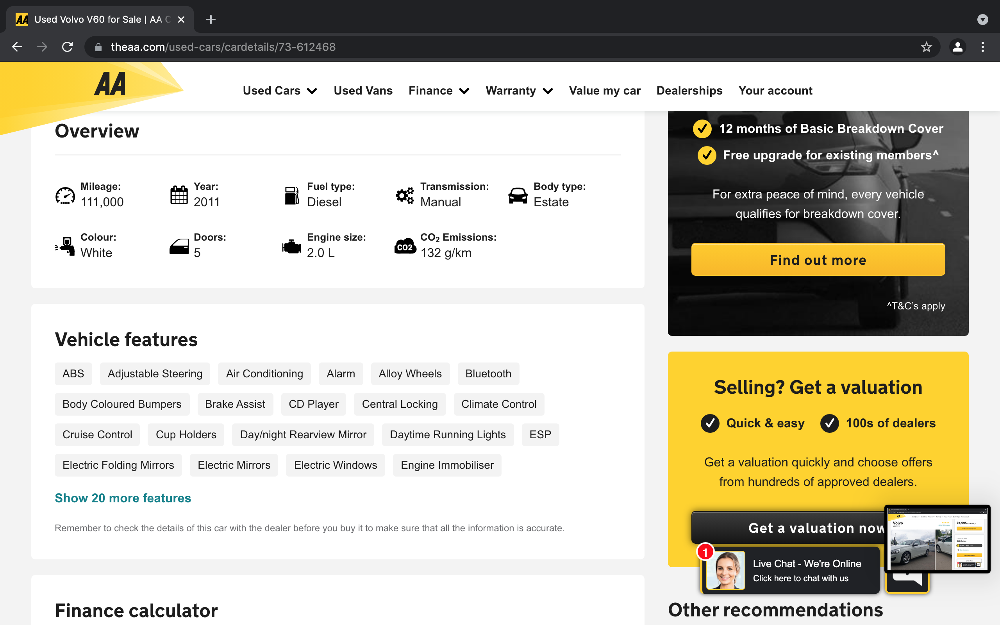 AA Used Volvo V60 for Sale | AA C
theaa.com/used-cars/cardetails/73-612468
AA
Used Cars
Used Vans
Finance
Warranty
Value my car
Dealerships
Your account
Overview
Mileage:
111,000
Year:
2011
Fuel type:
Diesel
Transmission:
Manual
Body type:
Estate
Colour:
White
Doors:
5
Engine size:
2.0 L
CO2
CO₂ Emissions:
132 g/km
Vehicle features
ABS
Adjustable Steering
Air Conditioning
Alarm
Alloy Wheels
Bluetooth
Body Coloured Bumpers
Brake Assist
CD Player
Central Locking
Climate Control
Cruise Control
Cup Holders
Day/night Rearview Mirror
Daytime Running Lights
ESP
Electric Folding Mirrors
Electric Mirrors
Electric Windows
Engine Immobiliser
Show 20 more features
Remember to check the details of this car with the dealer before you buy it to make sure that all the information is accurate.
Finance calculator
12 months of Basic Breakdown Cover
Free upgrade for existing members^
For extra peace of mind, every vehicle
qualifies for breakdown cover.
Find out more
^T&C's apply
Selling? Get a valuation
Quick & easy
100s of dealers
Get a valuation quickly and choose offers
from hundreds of approved dealers.
Get a valuation now
1
Live Chat - We're Online
Click here to chat with us
AA
Volvo
£4,995
SLD Autos
Other recommendations